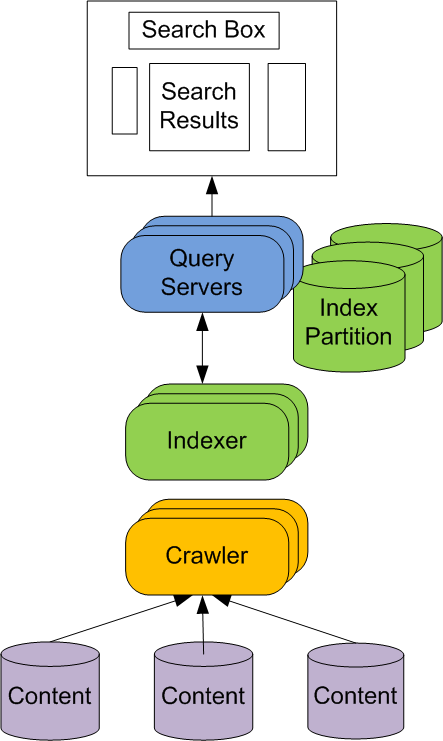 Search Box
Search
Results
Query
Servers
Index
Partition
Indexer
Crawler
Content
Content
Content